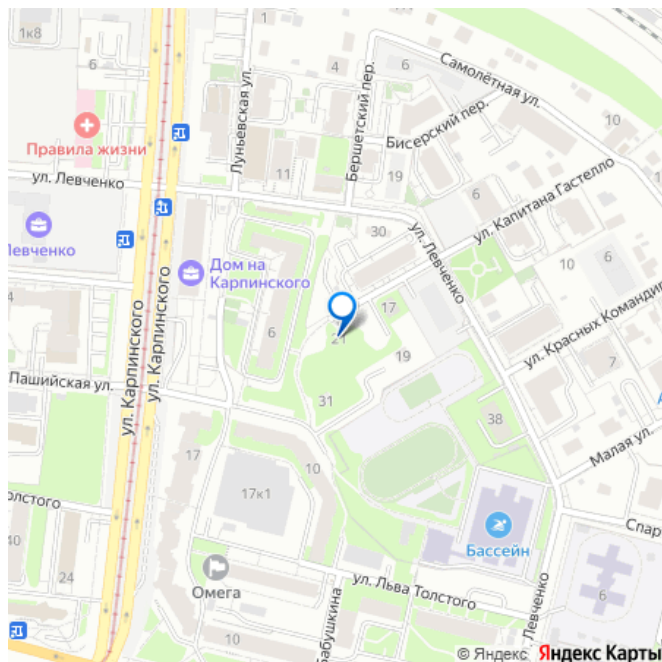 1к8
1
6
4
6
Самолётная ул.
10
Бершетский пер.
Луньевская ул.
Бисерский пер.
Правила жизни
11
19
6
ул. Левченко
ул. Капитана Гастелло
30
ул. Левченко
Левченко
Дом на
Карпинского
10
6
ул. Карпинского
ул. Карпинского
4
6
17
21
19
ул. Красных Командир
7
Пашийская ул.
31
38
Малая ул.
17
10
17к1
олстого
Бассейн
Спар
40
24
Омега
ул. Льва Толстого
6
10
Бабушкина
Левченко
© Яндекс Яндекс Карты